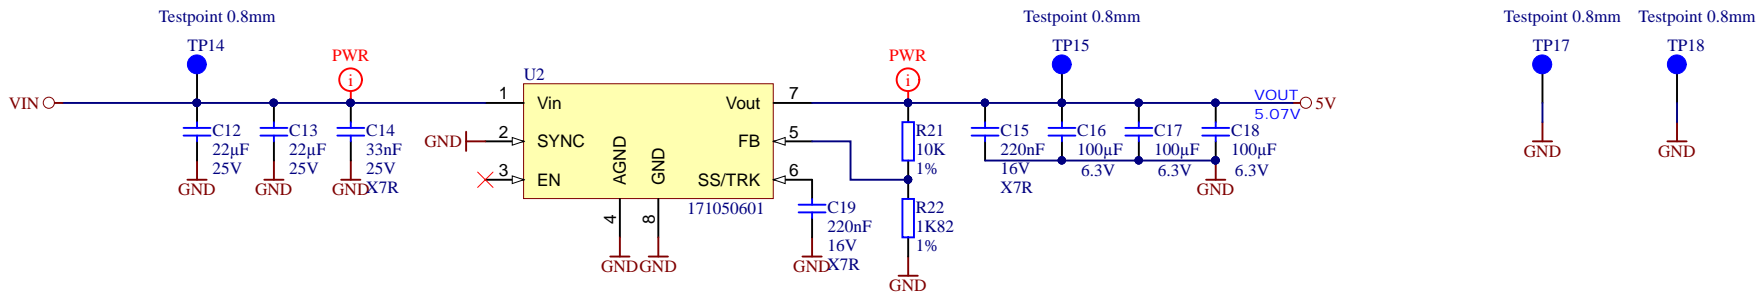 Testpoint 0.8mm
TP14
PWR
i
VIN
C12
22µF
25V
GND
C13
22µF
25V
GND
C14
33nF
25V
X7R
GND
U2
1
Vin
2
SYNC
GND
3
EN
4
AGND
GND
8
GND
GND
Vout
7
FB
5
SS/TRK
6
171050601
C19
220nF
16V
X7R
GND
PWR
i
R21
10K
1%
R22
1K82
1%
GND
Testpoint 0.8mm
TP15
C15
220nF
16V
X7R
C16
100µF
6.3V
C17
100µF
6.3V
C18
100µF
6.3V
GND
VOUT
5.07V
5V
Testpoint 0.8mm
TP17
GND
Testpoint 0.8mm
TP18
GND